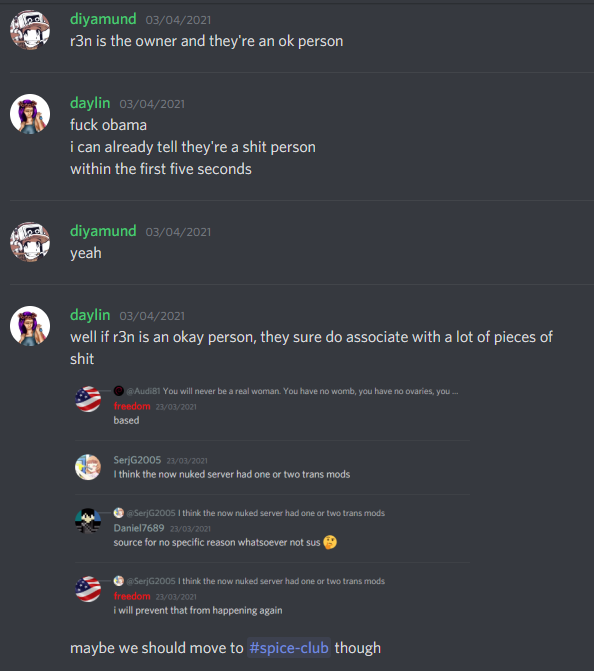 diyamund 03/04/2021
r3n is the owner and they're an ok person
daylin 03/04/2021
fuck obama
i can already tell they're a shit person
within the first five seconds
diyamund 03/04/2021
yeah
daylin 03/04/2021
well if r3n is an okay person, they sure do associate with a lot of pieces of
shit
@Audi81 You will never be a real woman. You have no womb, you have no ovaries, you ...
freedom 23/03/2021
based
SerjG2005 23/03/2021
I think the now nuked server had one or two trans mods
@SerjG2005 I think the now nuked server had one or two trans mods
Daniel7689 23/03/2021
source for no specific reason whatsoever not sus 🤔
@SerjG2005 I think the now nuked server had one or two trans mods
freedom 23/03/2021
i will prevent that from happening again
maybe we should move to #spice-club though